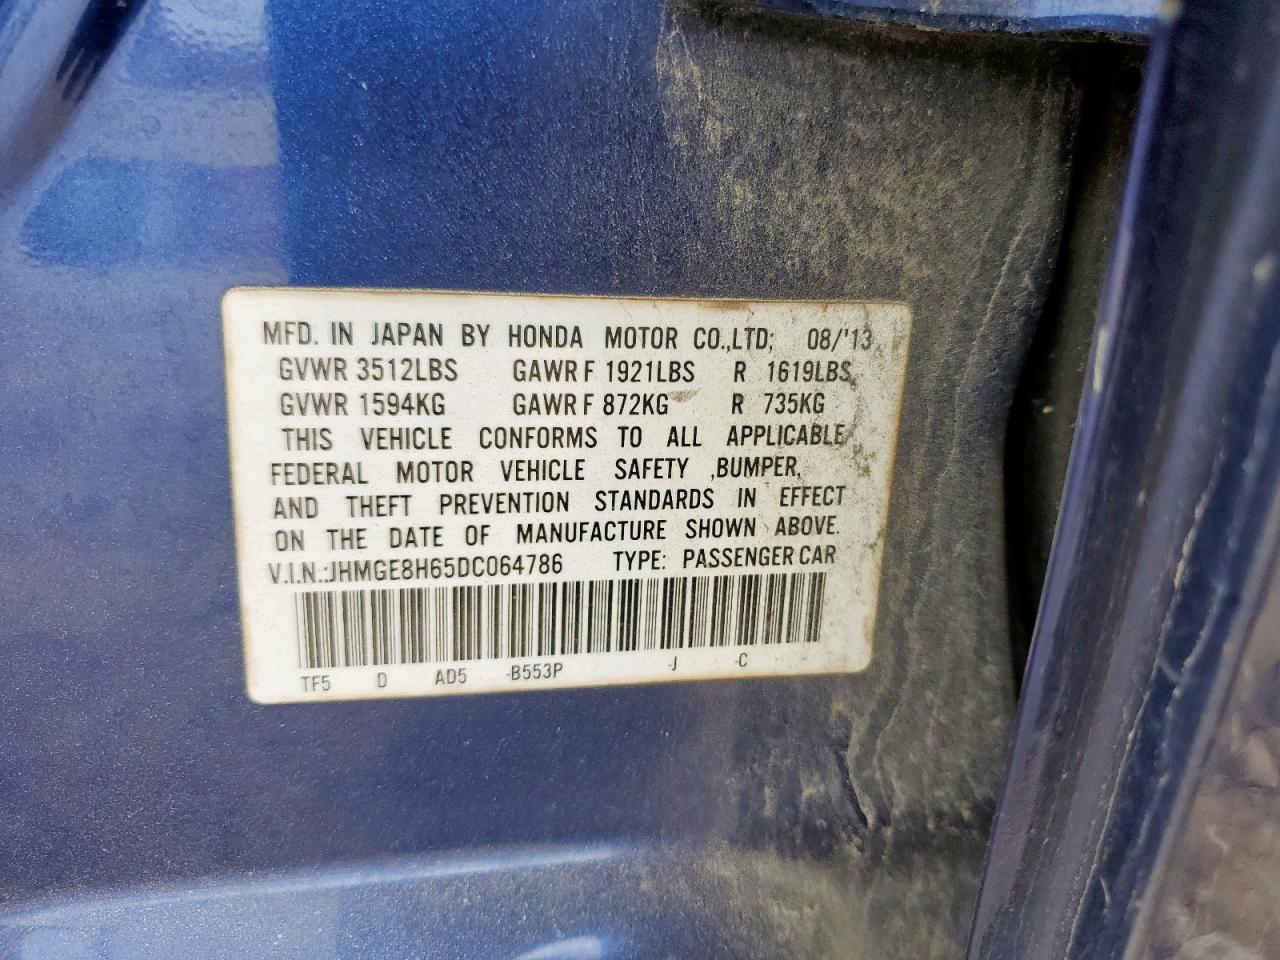 MFD. IN JAPAN BY HONDA MOTOR CO.,LTD; 08/'13
GVWR 3512LBS GAWR F 1921LBS R 1619LBS
GVWR 1594KG GAWR F 872KG R 735KG
THIS VEHICLE CONFORMS TO ALL APPLICABLE
FEDERAL MOTOR VEHICLE SAFETY ,BUMPER,
AND THEFT PREVENTION STANDARDS IN EFFECT
ON THE DATE OF MANUFACTURE SHOWN ABOVE.
V.I.N.:JHMGE8H65DC064786 TYPE: PASSENGER CAR
TF5 D AD5 -B553P -J -C -